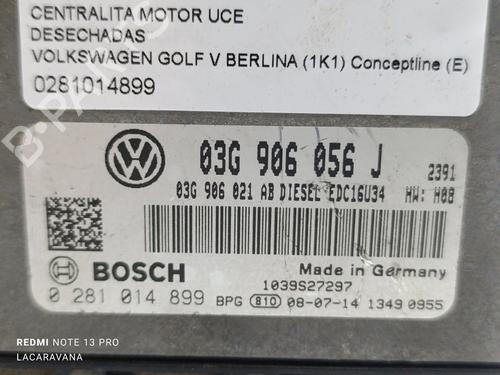 CENTRALITA MOTOR UCE
DESECHADAS
VOLKSWAGEN GOLF V BERLINA (1K1) Conceptline (E)
0281014899
03G 906 056 J 2391
03G 906 021 AB DIESEL EDC16U34 HW: H08
BOSCH
Made in Germany
1039S27297
0 281 014 899 BPG 810 08-07-14 1349 0955
REDMI NOTE 13 PRO
LACARAVANA